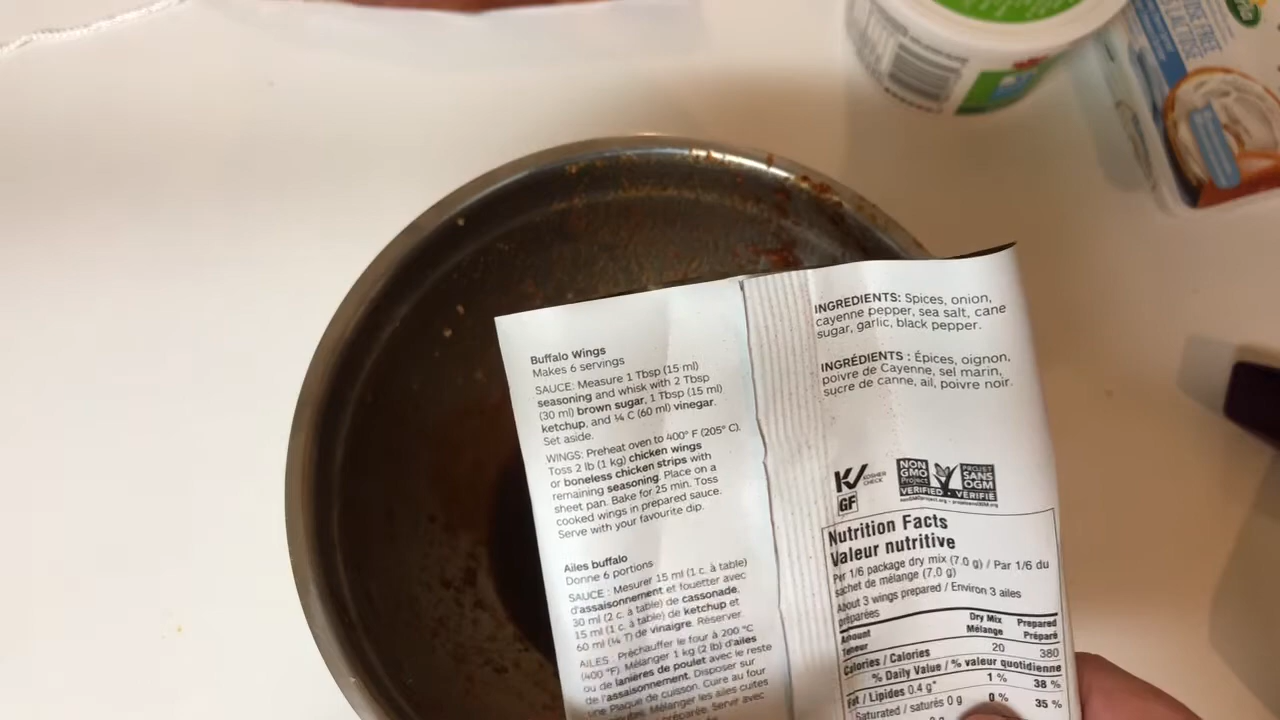 Buffalo Wings
Makes 6 servings
SAUCE: Measure 1 Tbsp (15 ml)
seasoning and whisk with 2 Tbsp
(30 ml) brown sugar, 1 Tbsp (15 ml)
ketchup, and ¼ C (60 ml) vinegar.
Set aside.
WINGS: Preheat oven to 400° F (205° C).
Toss 2 lb (1 kg) chicken wings
or boneless chicken strips with
remaining seasoning. Place on a
sheet pan. Bake for 25 min. Toss
cooked wings in prepared sauce.
Serve with your favourite dip.
Ailes buffalo
Donne 6 portions
SAUCE : Mesurer 15 ml (1 c. à table)
d'assaisonnement et fouetter avec
30 ml (2 c. à table) de cassonade,
15 ml (1 c. à table) de ketchup et
60 ml (¼ T) de vinaigre. Réserver.
AILES : Préchauffer le four à 200 °C
(400 °F). Mélanger 1 kg (2 lb) d'ailes
ou de lanières de poulet avec le reste
de l'assaisonnement. Disposer sur
une Plaque de cuisson. Cuire au four
Mélanger les ailes cuites
préparée. Servir avec
INGREDIENTS: Spices, onion,
cayenne pepper, sea salt, cane
sugar, garlic, black pepper.
INGRÉDIENTS : Épices, oignon,
poivre de Cayenne, sel marin,
sucre de canne, ail, poivre noir.
KOSHER
CHECK
GF
NON
GMO
Project
VERIFIED
PROJET
SANS
OGM
VÉRIFIÉ
Nutrition Facts
Valeur nutritive
Per 1/6 package dry mix (7.0 g) / Par 1/6 du
sachet de mélange (7,0 g)
About 3 wings prepared / Environ 3 ailes
préparées
Amount
Teneur
Dry Mix
Mélange
Prepared
Préparé
Calories / Calories 20 380
% Daily Value / % valeur quotidienne
Fat / Lipides 0.4 g* 1 % 38 %
Saturated / saturés 0 g 0 % 35 %